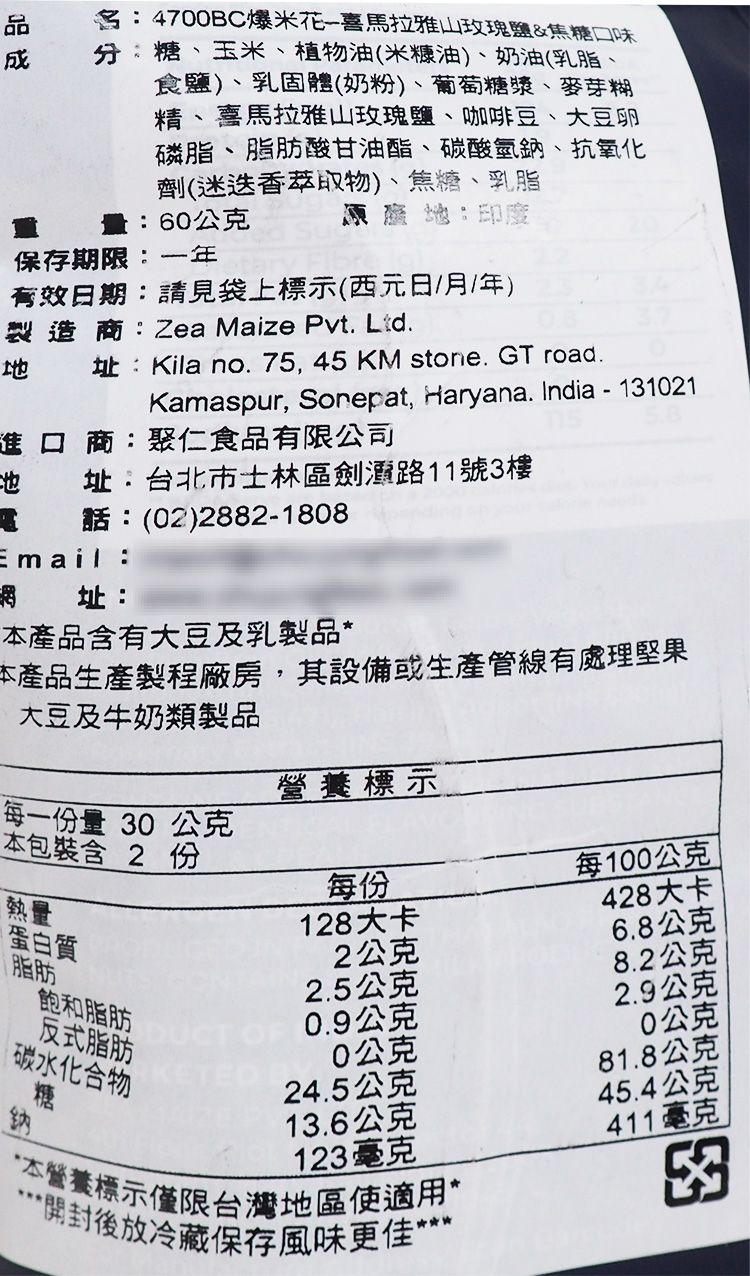 品名：4700BC爆米花-喜馬拉雅山玫瑰鹽&焦糖口味
成分：糖、玉米、植物油(米糠油)、奶油(乳脂、
食鹽)、乳固體(奶粉)、葡萄糖漿、麥芽糊
精、喜馬拉雅山玫瑰鹽、咖啡豆、大豆卵
磷脂、脂肪酸甘油酯、碳酸氫鈉、抗氧化
劑(迷迭香萃取物)、焦糖、乳脂
重量：60公克 原產地：印度
保存期限：一年
有效日期：請見袋上標示(西元日/月/年)
製造商：Zea Maize Pvt. Ltd.
地址：Kila no. 75, 45 KM stone. GT road.
Kamaspur, Sonepat, Haryana. India - 131021
進口商：聚仁食品有限公司
地址：台北市士林區劍潭路11號3樓
電話：(02)2882-1808
Email：
網址：
本產品含有大豆及乳製品*
本產品生產製程廠房，其設備或生產管線有處理堅果
大豆及牛奶類製品
營養標示
每一份量 30 公克
本包裝含 2 份
每份 每100公克
熱量 128大卡 428大卡
蛋白質 2公克 6.8公克
脂肪 2.5公克 8.2公克
飽和脂肪 0.9公克 2.9公克
反式脂肪 0公克 0公克
碳水化合物 24.5公克 81.8公克
糖 13.6公克 45.4公克
鈉 123毫克 411毫克
*本營養標示僅限台灣地區使適用*
***開封後放冷藏保存風味更佳***